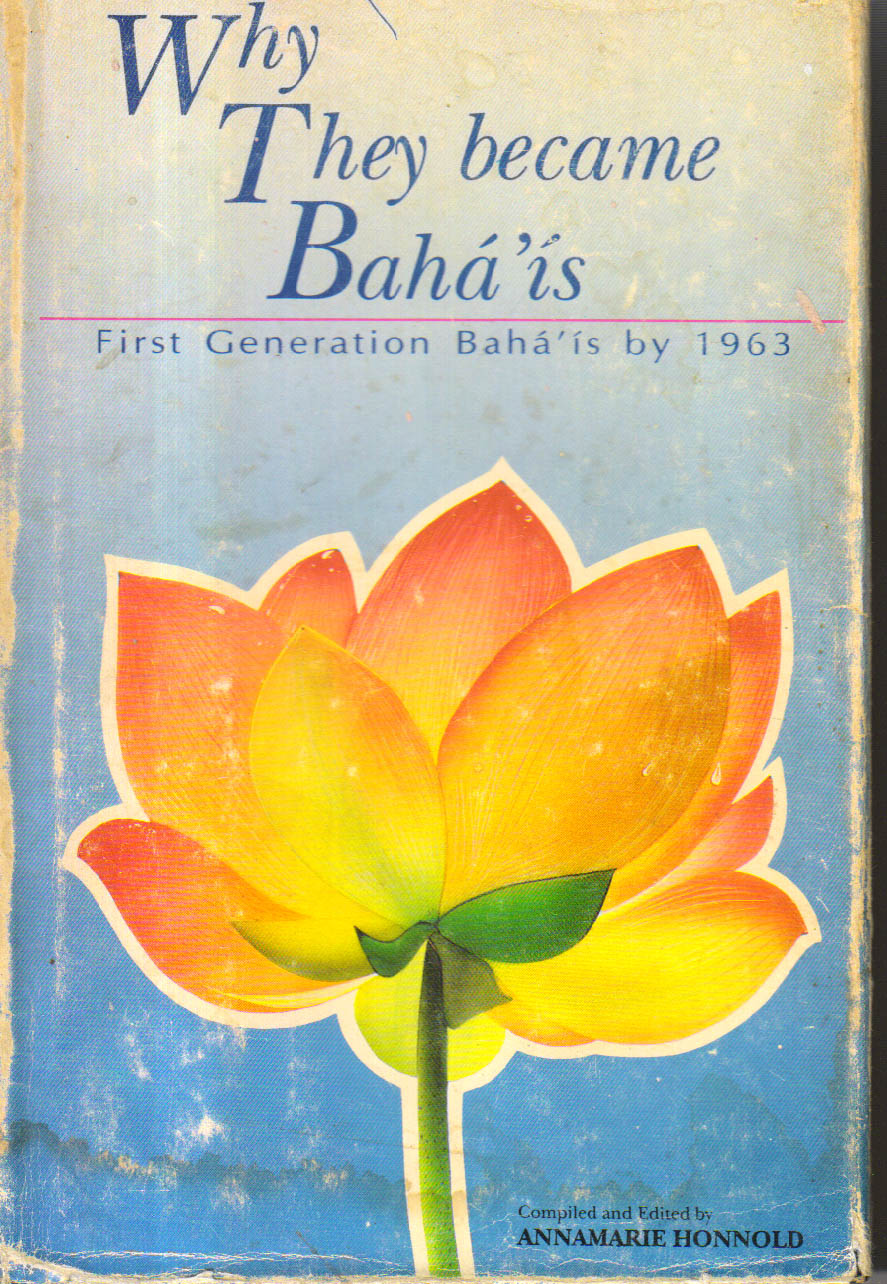 Why
They became
Bahá'ís
First Generation Bahá'ís by 1963
Compiled and Edited by
ANNAMARIE HONNOLD